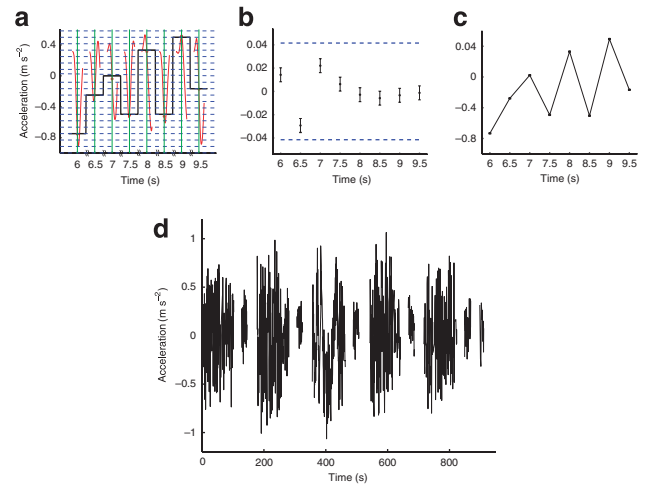 a
Acceleration (m s⁻²)
0.4
0
−0.4
−0.8
6 6.5 7 7.5 8 8.5 9 9.5
Time (s)
b
0.04
0.02
0
−0.02
−0.04
6 6.5 7 7.5 8 8.5 9 9.5
Time (s)
c
0.04
0
−0.4
−0.8
6 6.5 7 7.5 8 8.5 9 9.5
Time (s)
d
Acceleration (m s⁻²)
1
0.5
0
−0.5
−1
0 200 400 600 800
Time (s)